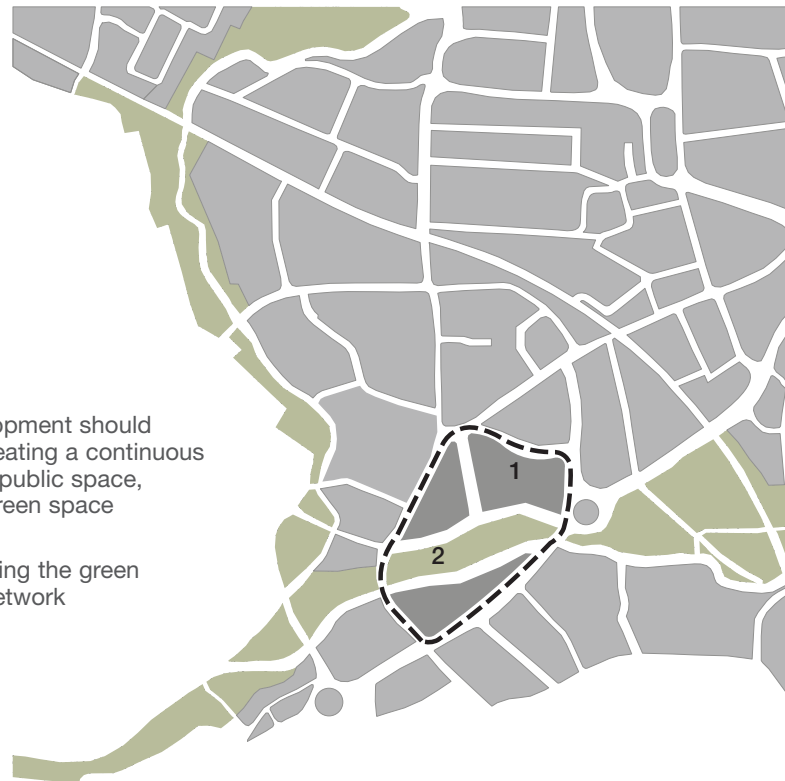 opment should
eating a continuous
public space,
reen space
ing the green
etwork
1
2